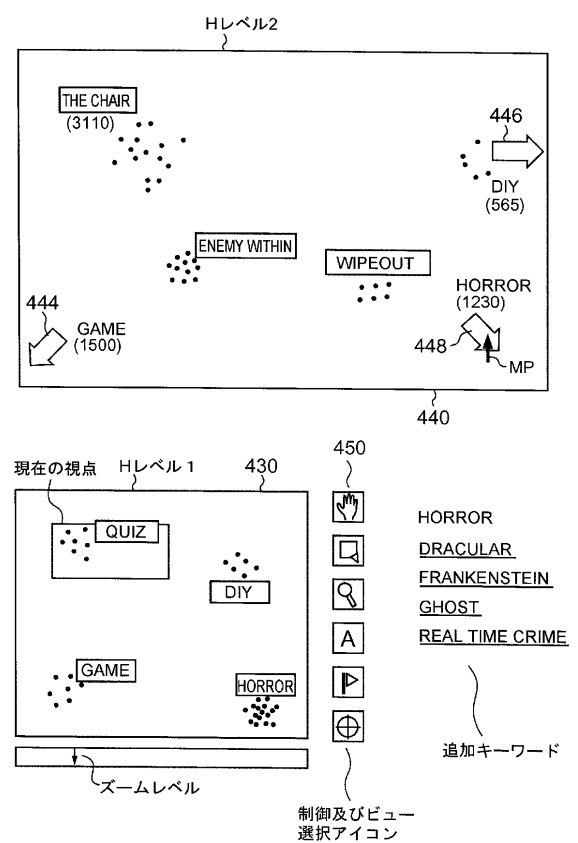 Hレベル2
THE CHAIR
(3110)
446
DIY
(565)
ENEMY WITHIN
WIPEOUT
HORROR
(1230)
444
GAME
(1500)
448
MP
440
現在の視点
Hレベル1
430
450
QUIZ
DIY
GAME
HORROR
A
HORROR
DRACULAR
FRANKENSTEIN
GHOST
REAL TIME CRIME
追加キーワード
ズームレベル
制御及びビュー
選択アイコン